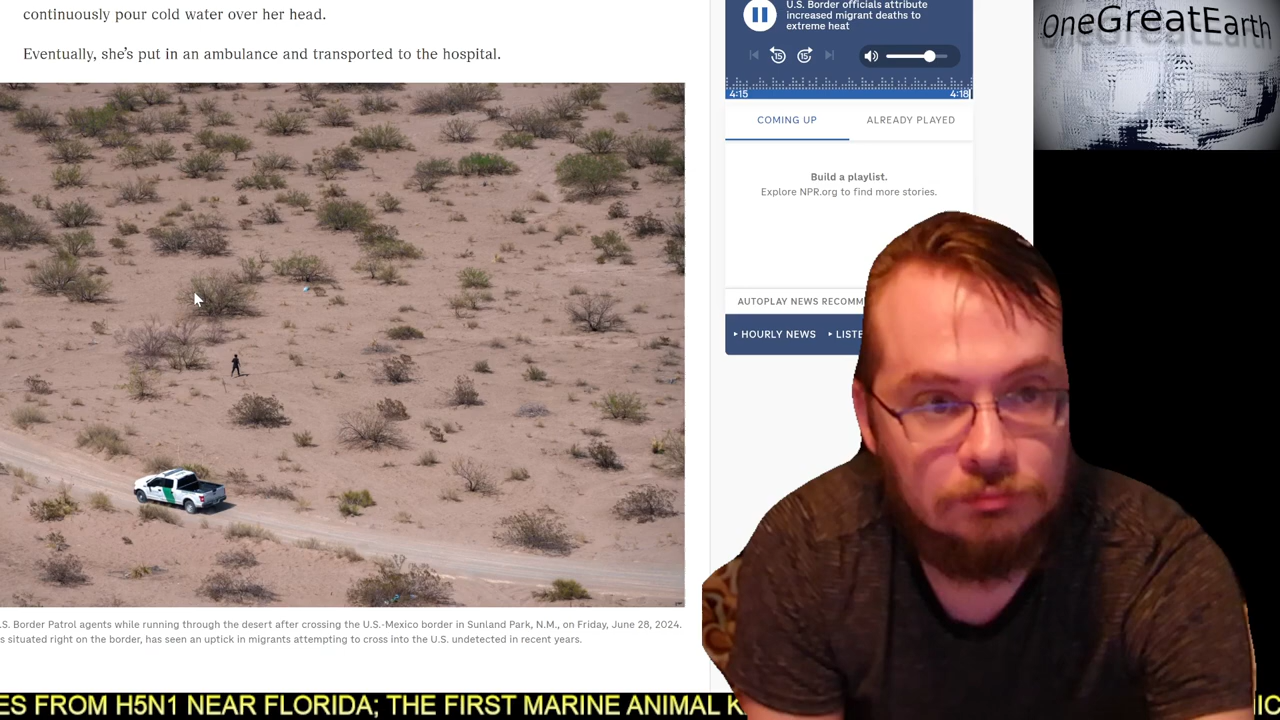 continuously pour cold water over her head.
Eventually, she's put in an ambulance and transported to the hospital.
.S. Border Patrol agents while running through the desert after crossing the U.S.-Mexico border in Sunland Park, N.M., on Friday, June 28, 2024.
s situated right on the border, has seen an uptick in migrants attempting to cross into the U.S. undetected in recent years.
U.S. Border officials attribute
increased migrant deaths to
extreme heat
15 15
4:15 4:18
COMING UP ALREADY PLAYED
Build a playlist.
Explore NPR.org to find more stories.
AUTOPLAY NEWS RECOMM
HOURLY NEWS LISTE
OneGreatEarth
ES FROM H5N1 NEAR FLORIDA; THE FIRST MARINE ANIMAL K